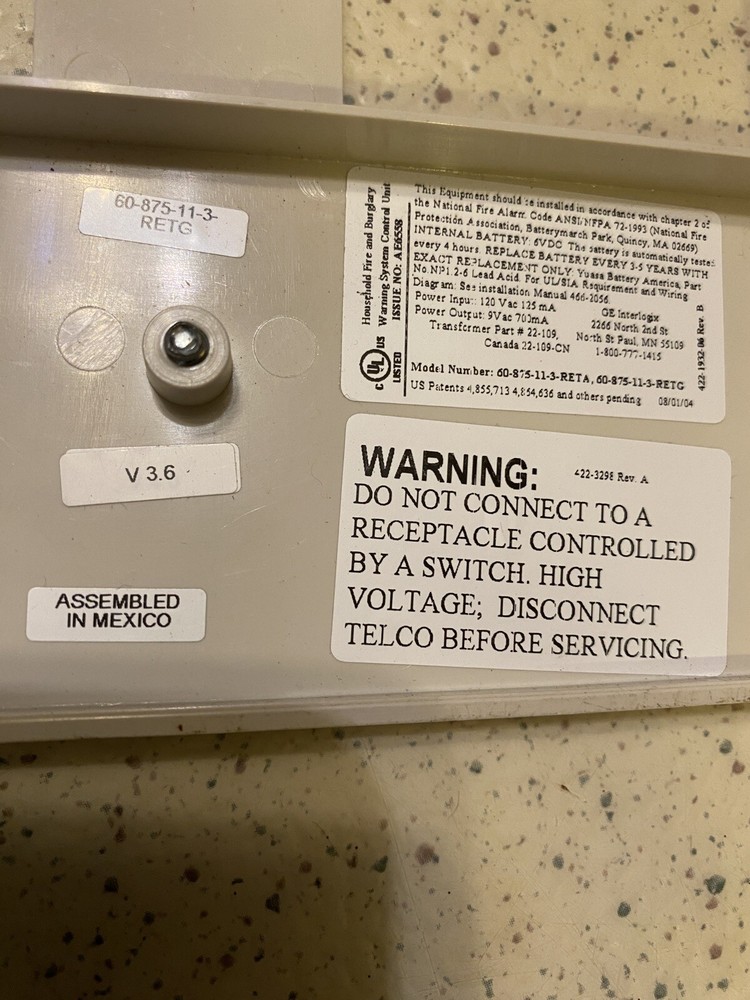 60-875-11-3-
RETG
V 3.6
ASSEMBLED
IN MEXICO
Household Fire and Burglary
Warning System Control Unit
ISSUE NO: AE6558
C UL US
LISTED
This Equipment should be installed in accordance with chapter 2 of
the National Fire Alarm Code ANSI/NFPA 72-1993 (National Fire
Protection Association, Batterymarch Park, Quincy, MA 02669)
INTERNAL BATTERY: 6VDC The battery is automatically tested
every 4 hours. REPLACE BATTERY EVERY 3-5 YEARS WITH
EXACT REPLACEMENT ONLY: Yuasa Battery America, Part
No. NP1.2-6 Lead Acid. For UL/SIA Requirement and Wiring
Diagram: See installation Manual 466-2056.
Power Input: 120 Vac 125 mA
Power Output: 9Vac 700mA
Transformer Part # 22-109,
Canada 22-109-CN
GE Interlogix
2266 North 2nd St
North St Paul, MN 55109
1-800-777-1415
Model Number: 60-875-11-3-RETA, 60-875-11-3-RETG
US Patents 4,855,713 4,854,636 and others pending 08/01/04
422-1932-06 Rev. B
WARNING: 422-3298 Rev. A
DO NOT CONNECT TO A
RECEPTACLE CONTROLLED
BY A SWITCH. HIGH
VOLTAGE; DISCONNECT
TELCO BEFORE SERVICING.